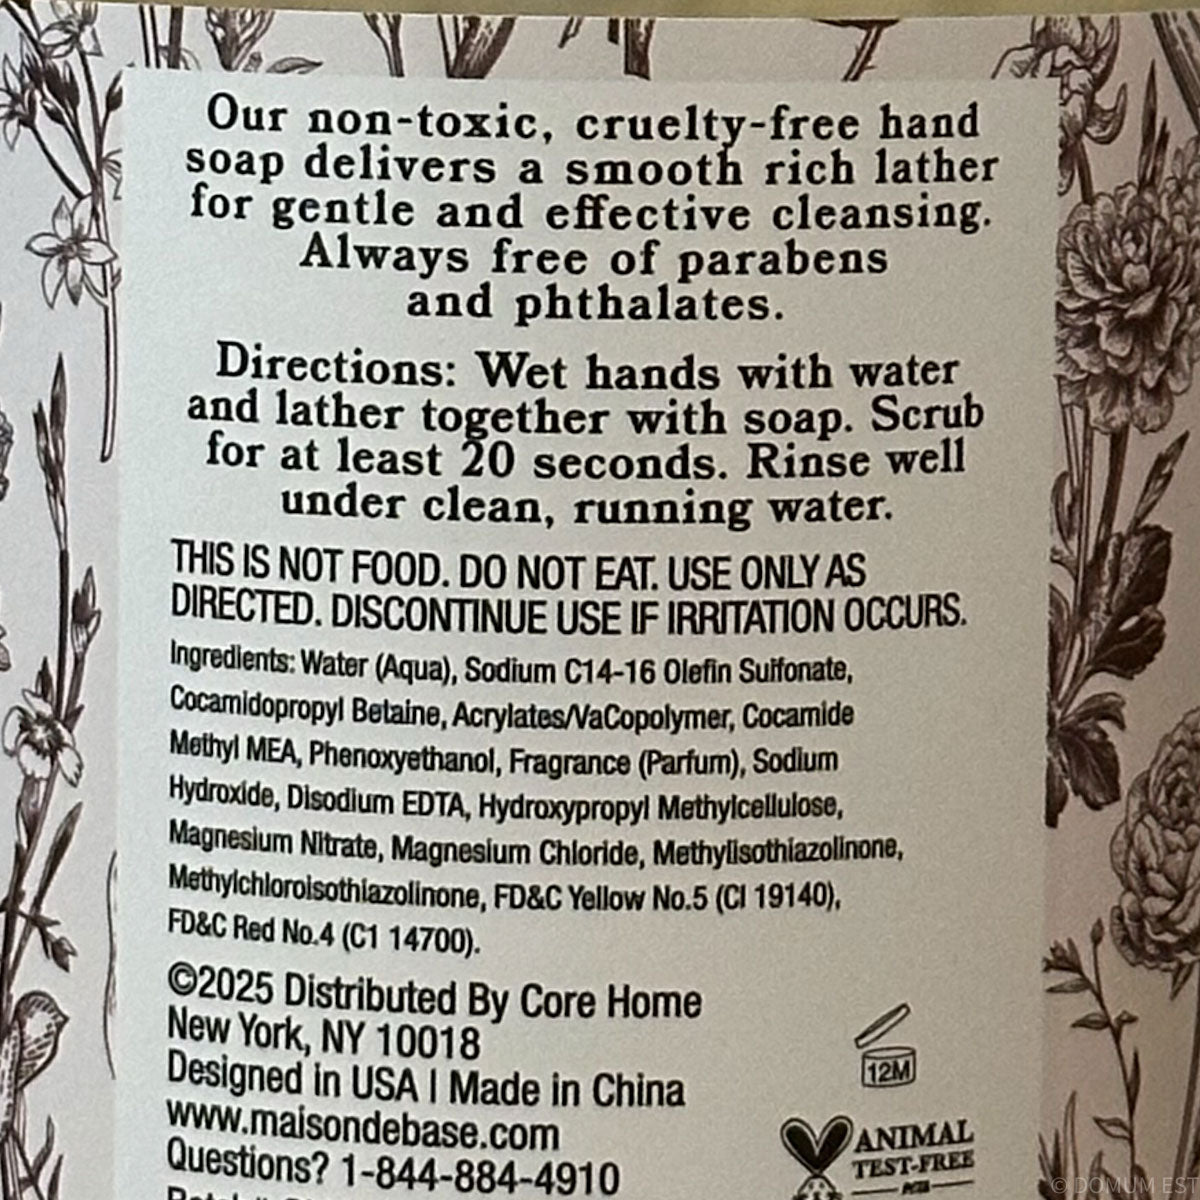 Our non-toxic, cruelty-free hand
soap delivers a smooth rich lather
for gentle and effective cleansing.
Always free of parabens
and phthalates.
Directions: Wet hands with water
and lather together with soap. Scrub
for at least 20 seconds. Rinse well
under clean, running water.
THIS IS NOT FOOD. DO NOT EAT. USE ONLY AS
DIRECTED. DISCONTINUE USE IF IRRITATION OCCURS.
Ingredients: Water (Aqua), Sodium C14-16 Olefin Sulfonate,
Cocamidopropyl Betaine, Acrylates/VaCopolymer, Cocamide
Methyl MEA, Phenoxyethanol, Fragrance (Parfum), Sodium
Hydroxide, Disodium EDTA, Hydroxypropyl Methylcellulose,
Magnesium Nitrate, Magnesium Chloride, Methylisothiazolinone,
Methylchloroisothiazolinone, FD&C Yellow No.5 (CI 19140),
FD&C Red No.4 (C1 14700).
©2025 Distributed By Core Home
New York, NY 10018
Designed in USA | Made in China
www.maisondebase.com
Questions? 1-844-884-4910
12M
ANIMAL
TEST-FREE
© DOMUM EST